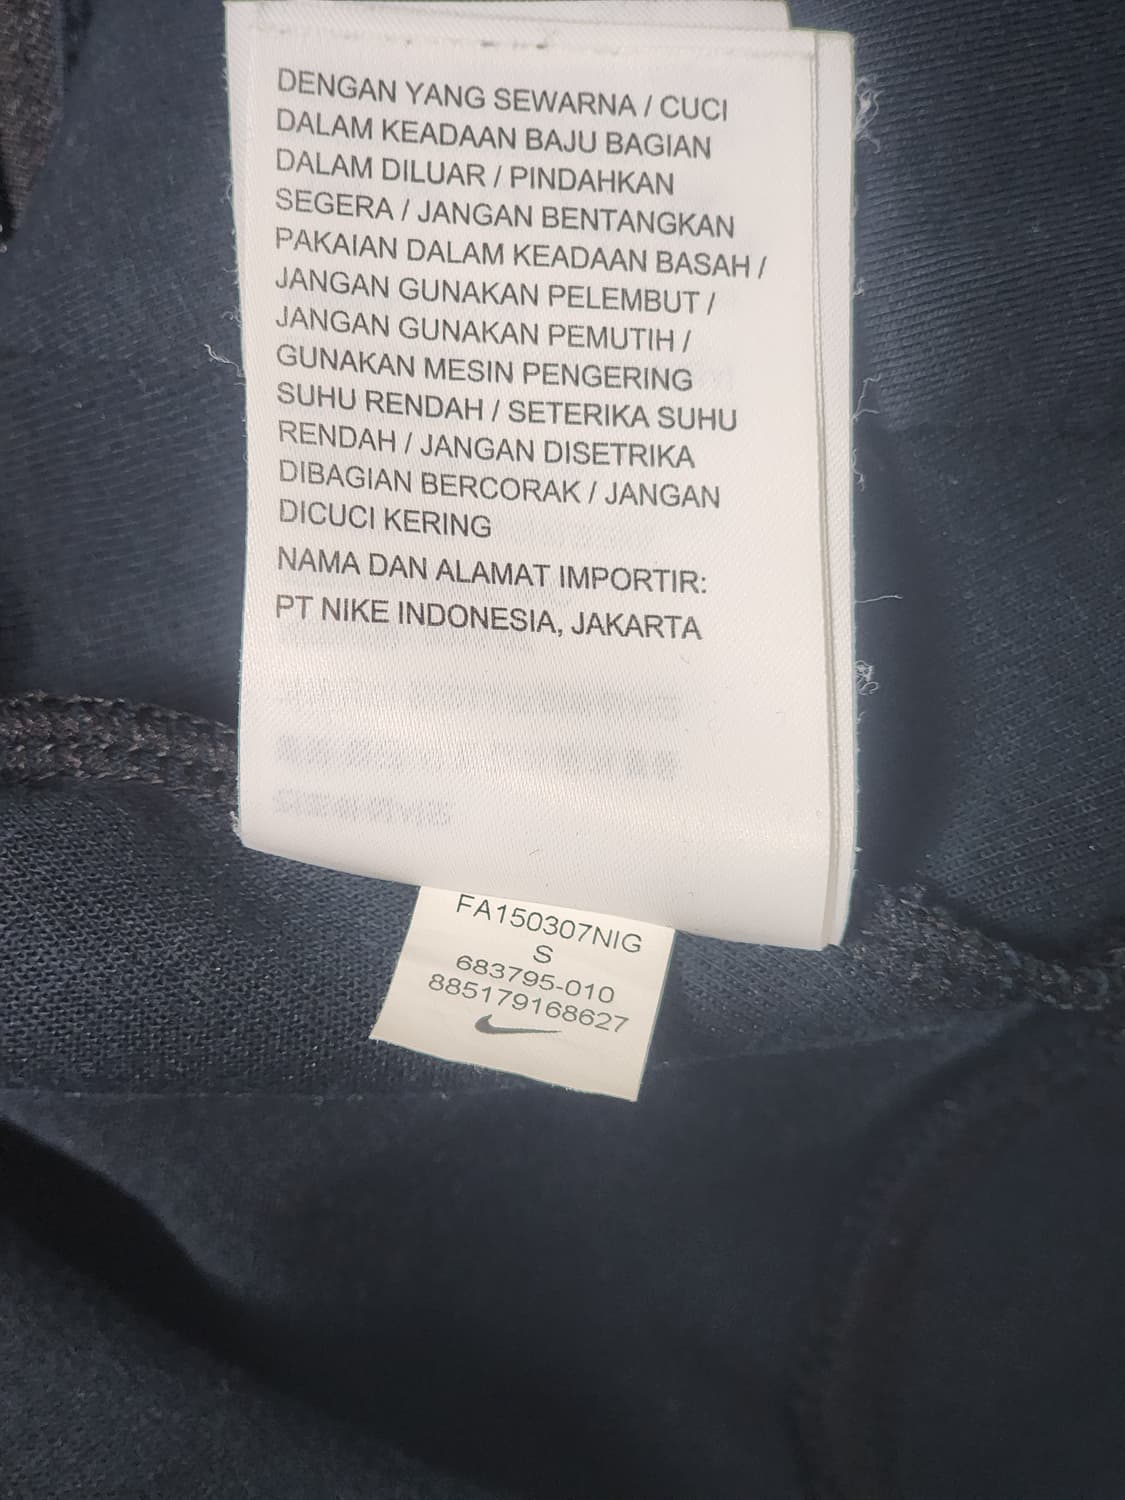 DENGAN YANG SEWARNA / CUCI
DALAM KEADAAN BAJU BAGIAN
DALAM DILUAR / PINDAHKAN
SEGERA / JANGAN BENTANGKAN
PAKAIAN DALAM KEADAAN BASAH /
JANGAN GUNAKAN PELEMBUT /
JANGAN GUNAKAN PEMUTIH /
GUNAKAN MESIN PENGERING
SUHU RENDAH / SETERIKA SUHU
RENDAH / JANGAN DISETRIKA
DIBAGIAN BERCORAK / JANGAN
DICUCI KERING
NAMA DAN ALAMAT IMPORTIR:
PT NIKE INDONESIA, JAKARTA
FA150307NIG
S
683795-010
885179168627